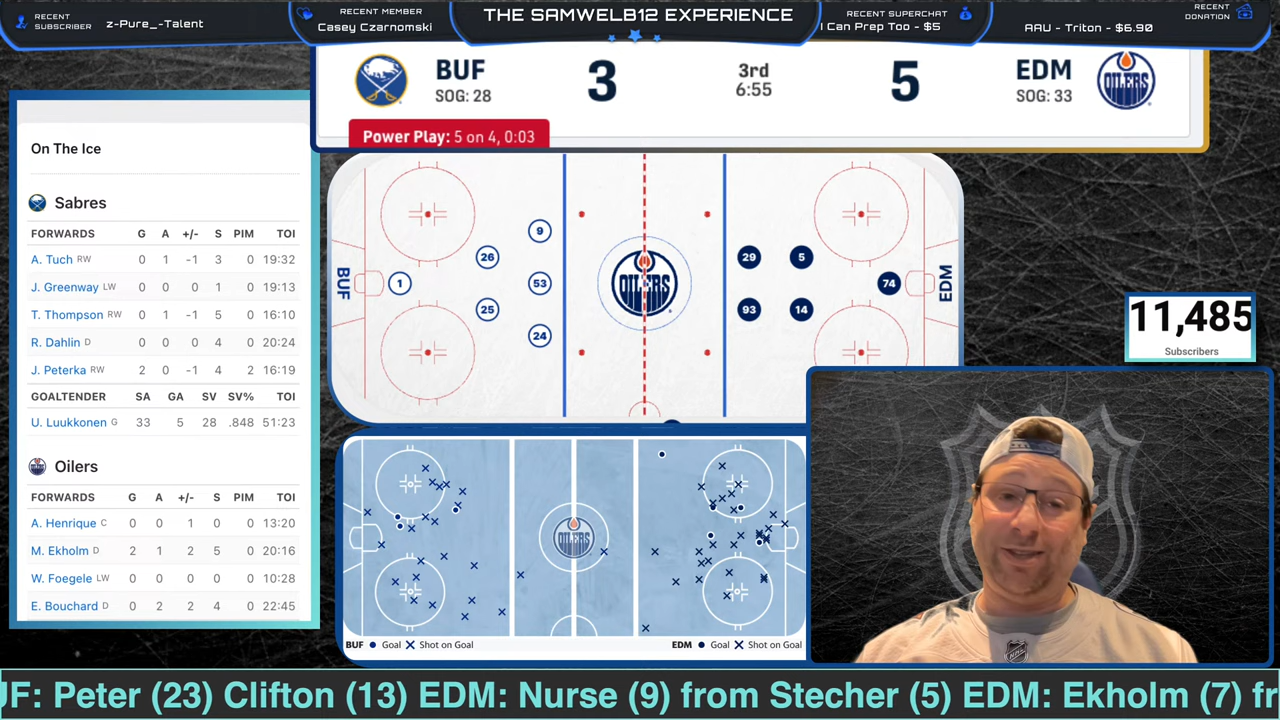 RECENT SUBSCRIBER
z-Pure_-Talent
RECENT MEMBER
Casey Czarnomski
THE SAMWELB12 EXPERIENCE
RECENT SUPERCHAT
I Can Prep Too - $5
RECENT DONATION
AAU - Triton - $6.90
BUF
SOG: 28
3
3rd
6:55
5
EDM
SOG: 33
Power Play: 5 on 4, 0:03
On The Ice
Sabres
FORWARDS G A +/- S PIM TOI
A. Tuch RW 0 1 -1 3 0 19:32
J. Greenway LW 0 0 0 1 0 19:13
T. Thompson RW 0 1 -1 5 0 16:10
R. Dahlin D 0 0 0 4 0 20:24
J. Peterka RW 2 0 -1 4 2 16:19
GOALTENDER SA GA SV SV% TOI
U. Luukkonen G 33 5 28 .848 51:23
Oilers
FORWARDS G A +/- S PIM TOI
A. Henrique C 0 0 1 0 0 13:20
M. Ekholm D 2 1 2 5 0 20:16
W. Foegele LW 0 0 0 0 0 10:28
E. Bouchard D 0 2 2 4 0 22:45
BUF
1
26
25
9
53
24
OILERS
29
5
93
14
74
EDM
11,485
Subscribers
OILERS
BUF Goal Shot on Goal
EDM Goal Shot on Goal
NHL
UF: Peter (23) Clifton (13) EDM: Nurse (9) from Stecher (5) EDM: Ekholm (7) fr